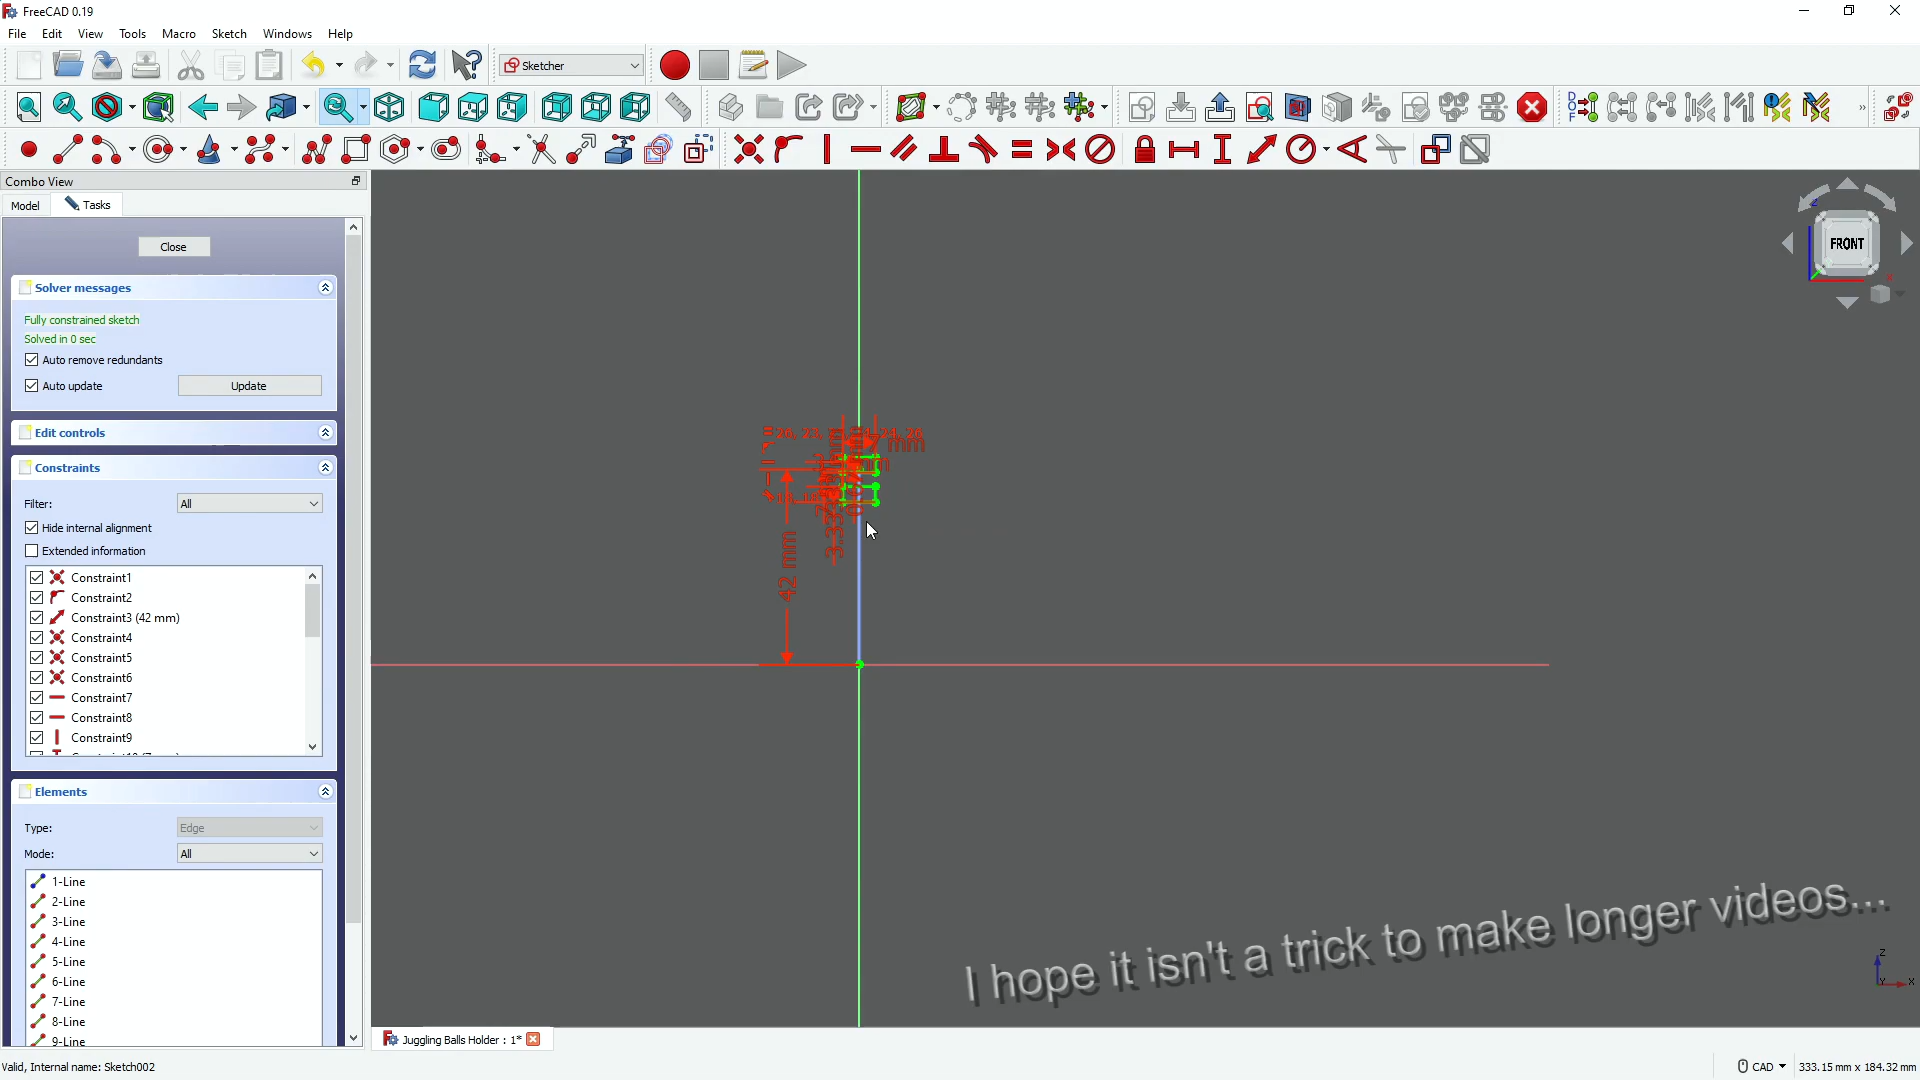 FreeCAD 0.19
File Edit View Tools Macro Sketch Windows Help
Sketcher
Combo View
Model Tasks
Close
Solver messages
Fully constrained sketch
Solved in 0 sec
Auto remove redundants
Auto update Update
Edit controls
Constraints
Filter: All
Hide internal alignment
Extended information
Constraint1
Constraint2
Constraint3 (42 mm)
Constraint4
Constraint5
Constraint6
Constraint7
Constraint8
Constraint9
Elements
Type: Edge
Mode: All
1-Line
2-Line
3-Line
4-Line
5-Line
6-Line
7-Line
8-Line
9-Line
42 mm
FRONT
I hope it isn't a trick to make longer videos...
Juggling Balls Holder : 1*
Valid, Internal name: Sketch002
CAD 333.15 mm x 184.32 mm